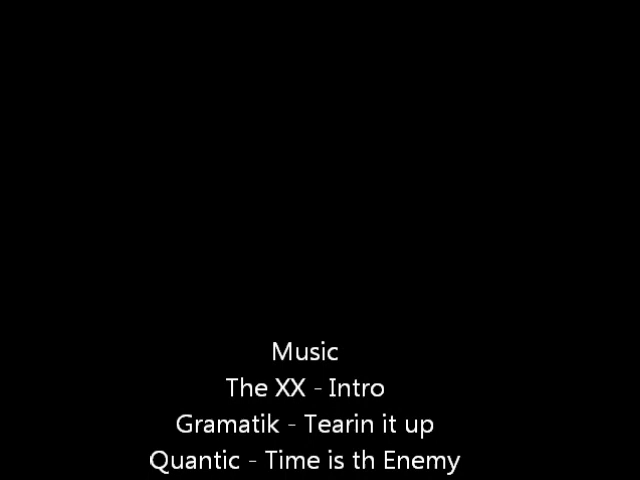 Music
The XX - Intro
Gramatik - Tearin it up
Quantic - Time is th Enemy